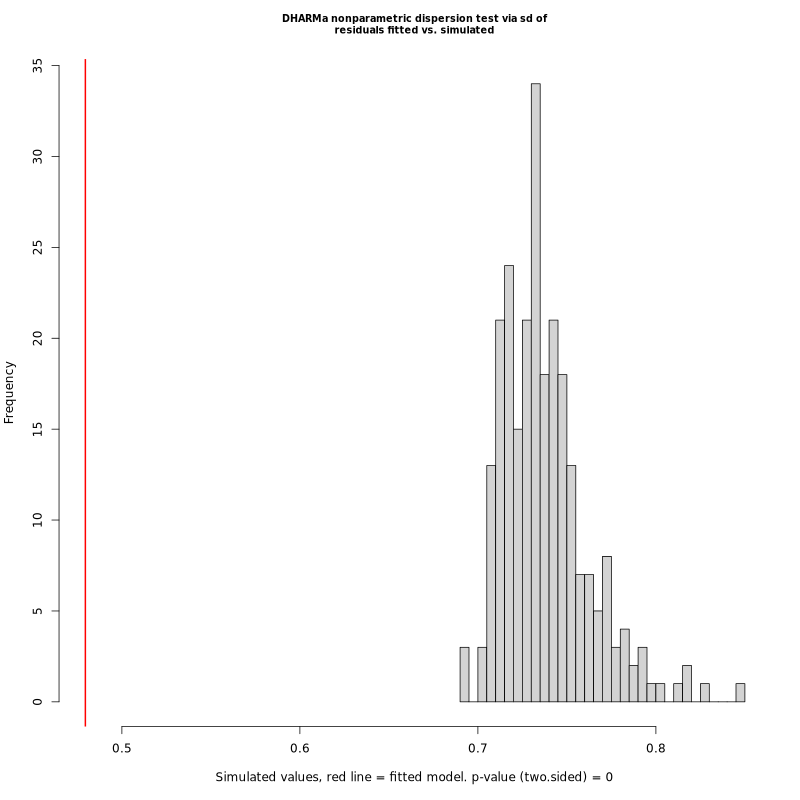 DHARMa nonparametric dispersion test via sd of
residuals fitted vs. simulated
Frequency
35
30
25
20
15
10
5
0
0.5 0.6 0.7 0.8
Simulated values, red line = fitted model. p-value (two.sided) = 0